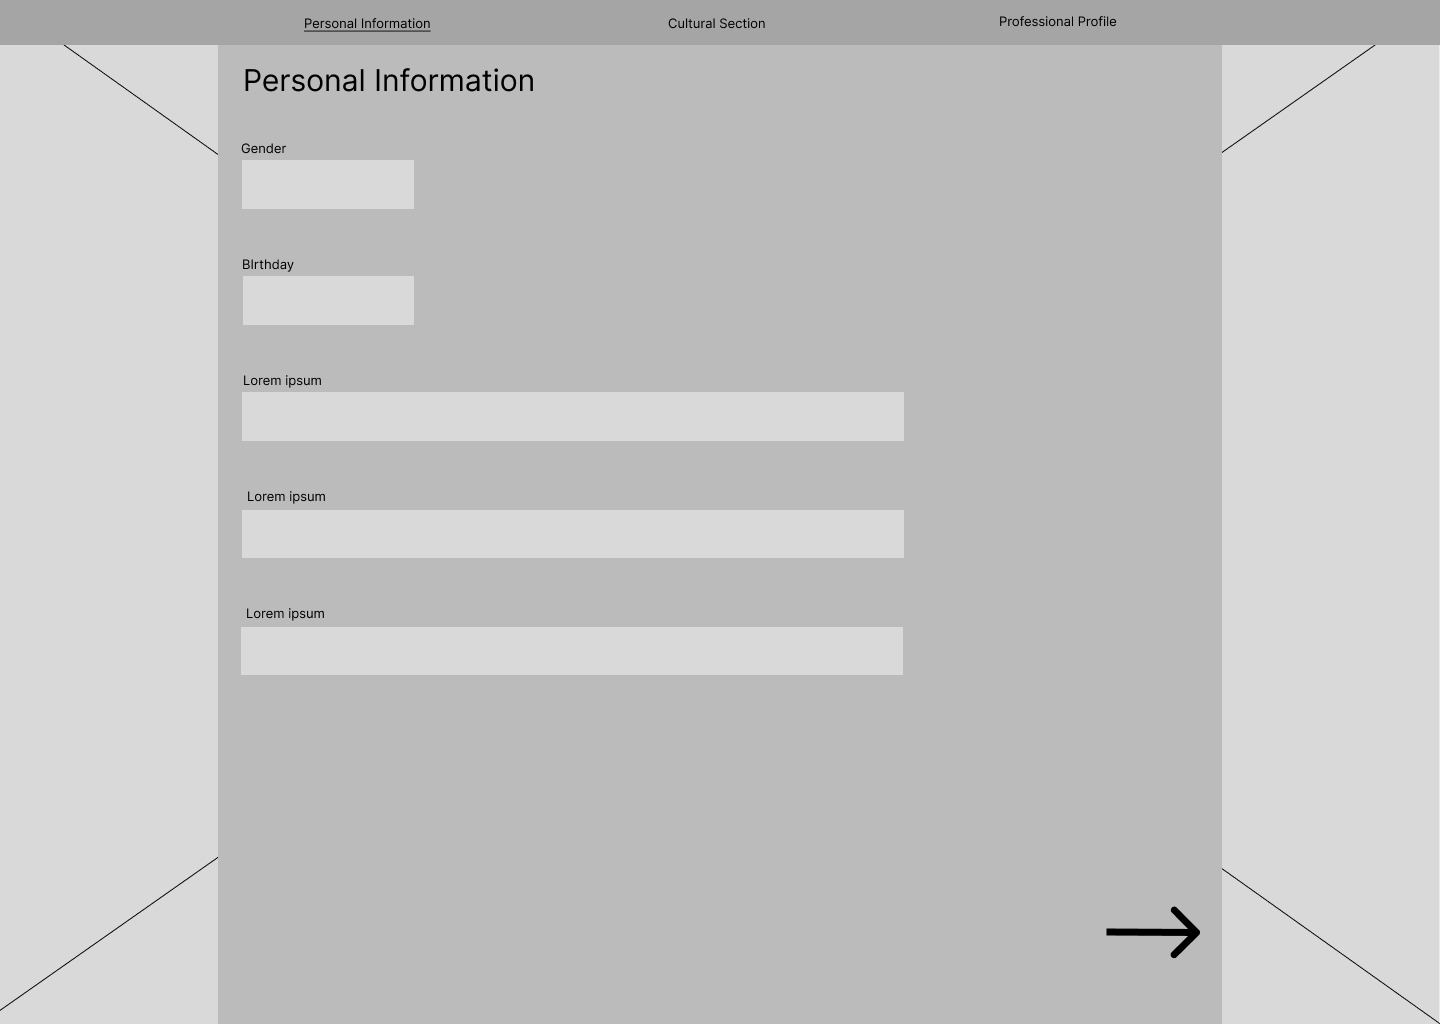 Personal Information
Cultural Section
Professional Profile
Personal Information
Gender
BIrthday
Lorem ipsum
Lorem ipsum
Lorem ipsum